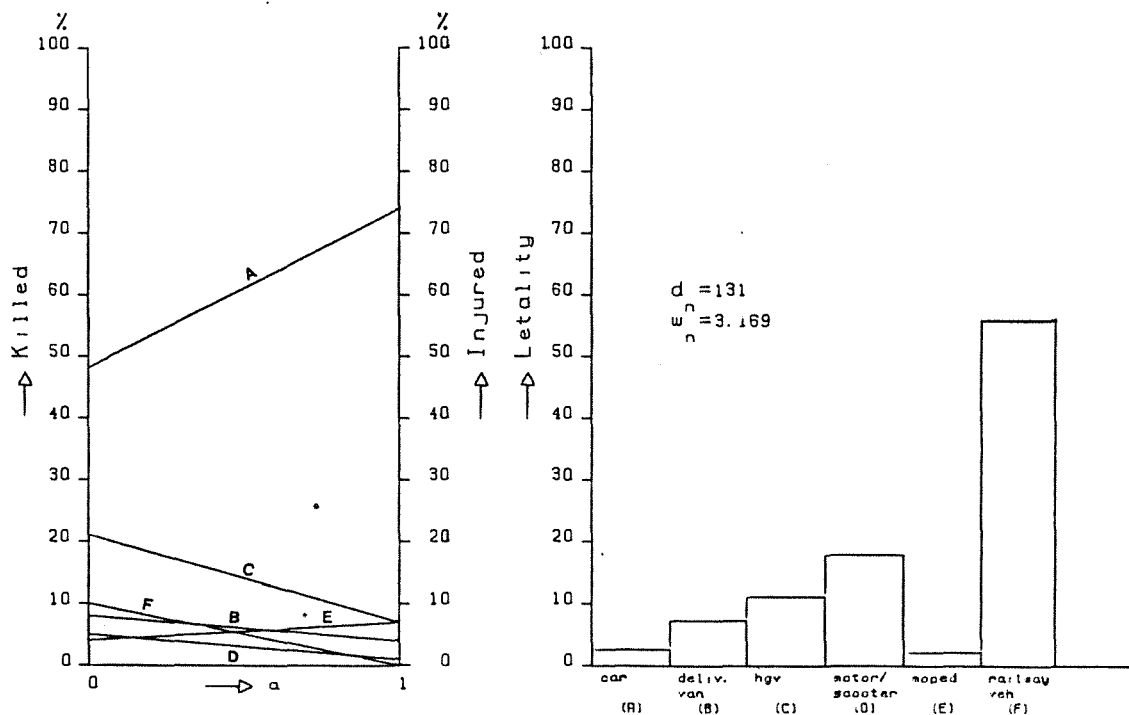 %
100
90
80
70
60
50
40
30
20
10
0
Killed
%
100
90
80
70
60
50
40
30
20
10
0
Injured
A
C
F
B
E
D
0
a
1
100
90
80
70
60
50
40
30
20
10
0
Letality
d n =131
w n =3.169
car
(A)
deliv. van
(B)
hgv
(C)
motor/ scooter
(D)
moped
(E)
railway veh
(F)